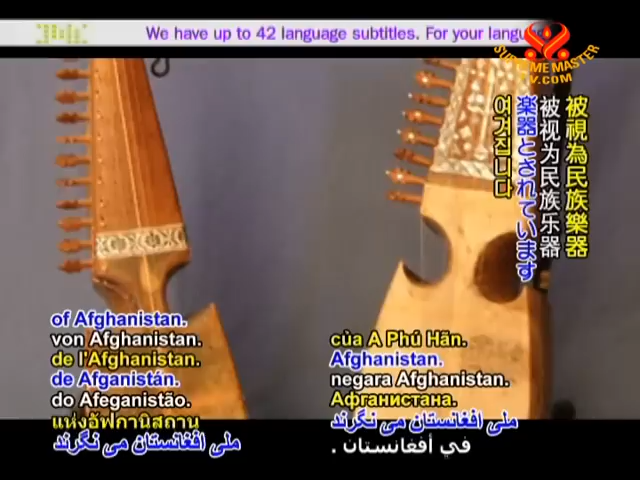 We have up to 42 language subtitles. For your langu
SUPREME MASTER
TV.COM
被視為民族樂器
被视为民族乐器
楽器とされています
여겨집니다
of Afghanistan.
von Afghanistan.
de l'Afghanistan.
de Afganistán.
do Afeganistão.
แห่งอัฟกานิสถาน
ملی افغانستان می نگرند
của A Phú Hãn.
Afghanistan.
negara Afghanistan.
Афганистана.
ملی افغانستان می نگرند
في أفغانستان .